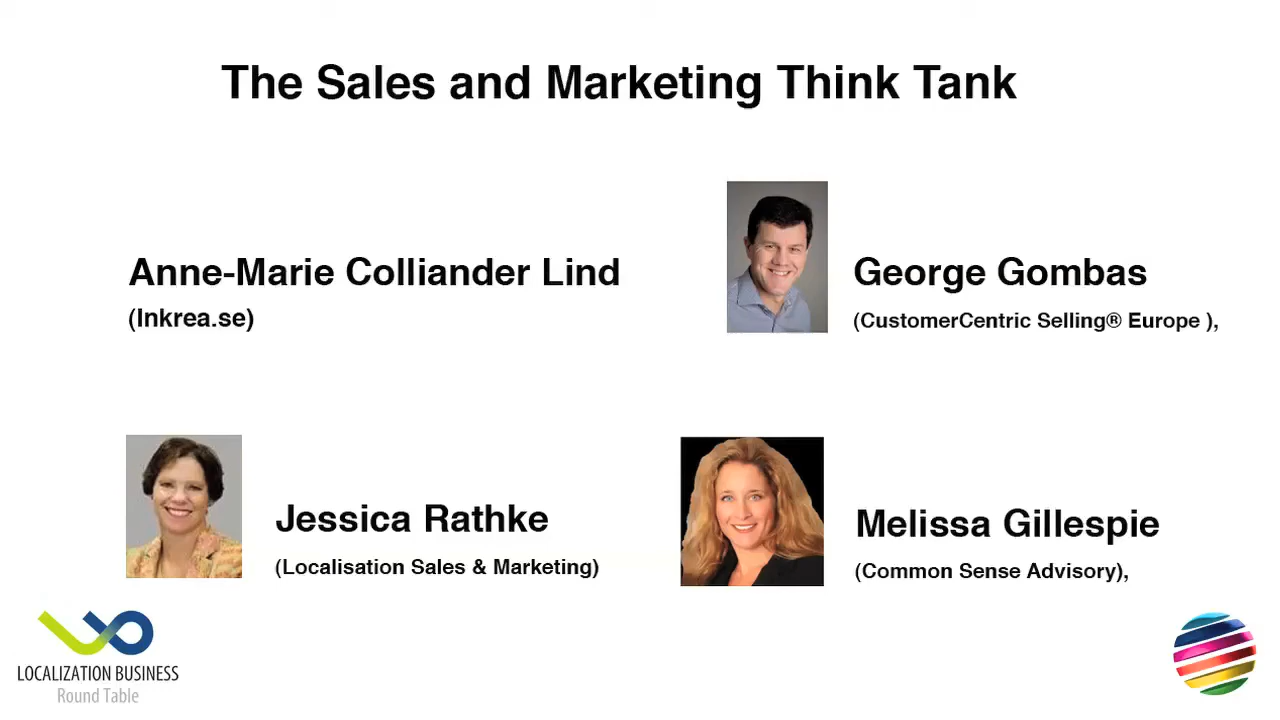 The Sales and Marketing Think Tank
Anne-Marie Colliander Lind
(Inkrea.se)
George Gombas
(CustomerCentric Selling® Europe ),
Jessica Rathke
(Localisation Sales & Marketing)
Melissa Gillespie
(Common Sense Advisory),
LOCALIZATION BUSINESS
Round Table